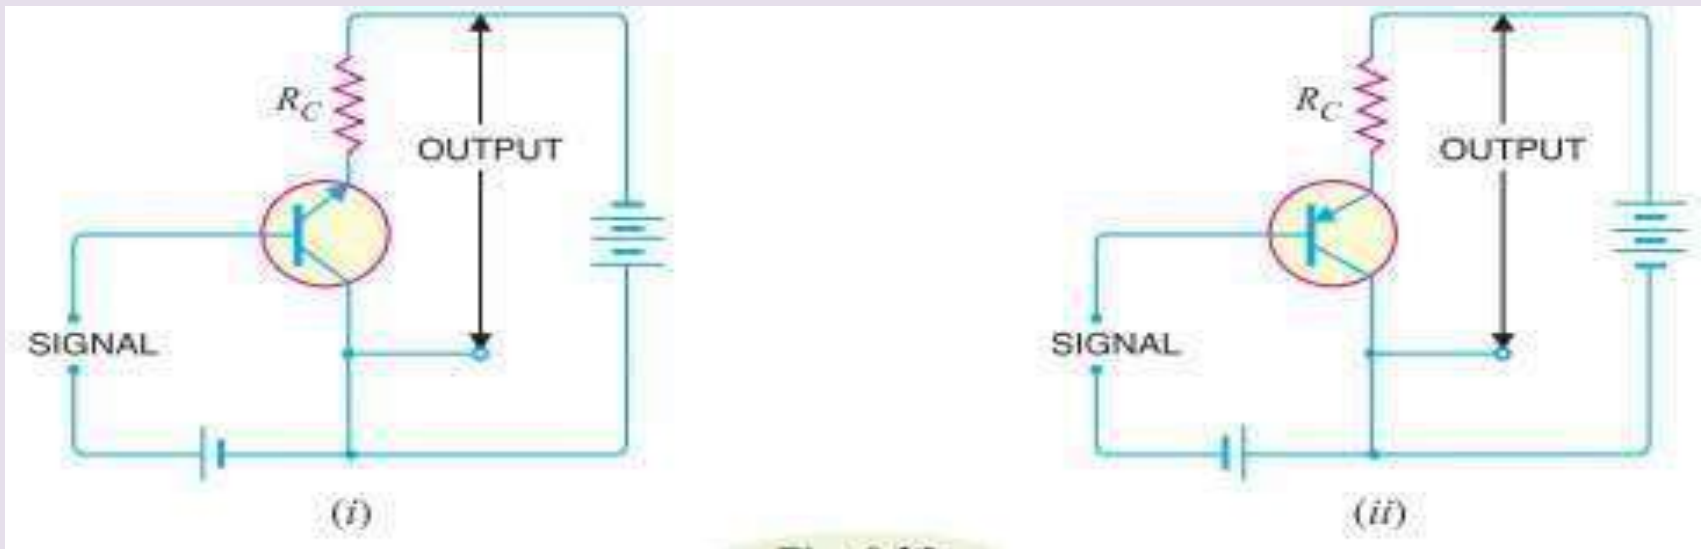 R_C
OUTPUT
SIGNAL
(i)
R_C
OUTPUT
SIGNAL
(ii)